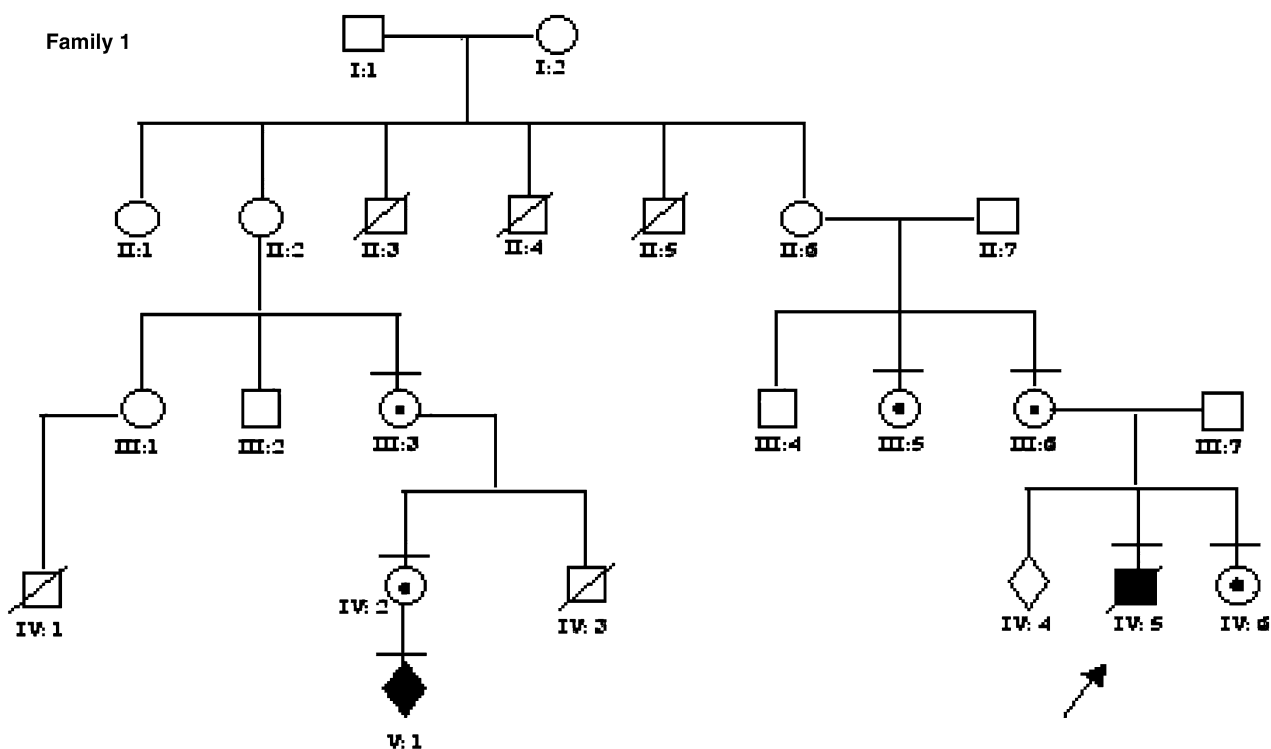 Family 1
I:1 I:2
II:1 II:2 II:3 II:4 II:5 II:6 II:7
III:1 III:2 III:3 III:4 III:5 III:6 III:7
IV: 1 IV: 2 IV: 3 IV: 4 IV: 5 IV: 6
V: 1